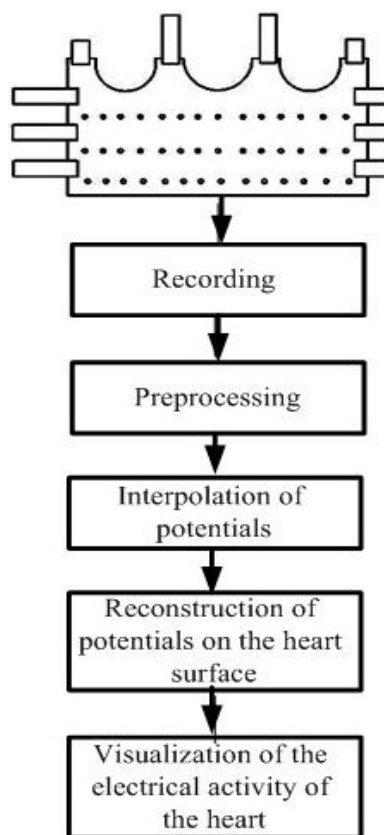 Recording
Preprocessing
Interpolation of
potentials
Reconstruction of
potentials on the heart
surface
Visualization of the
electrical activity of
the heart